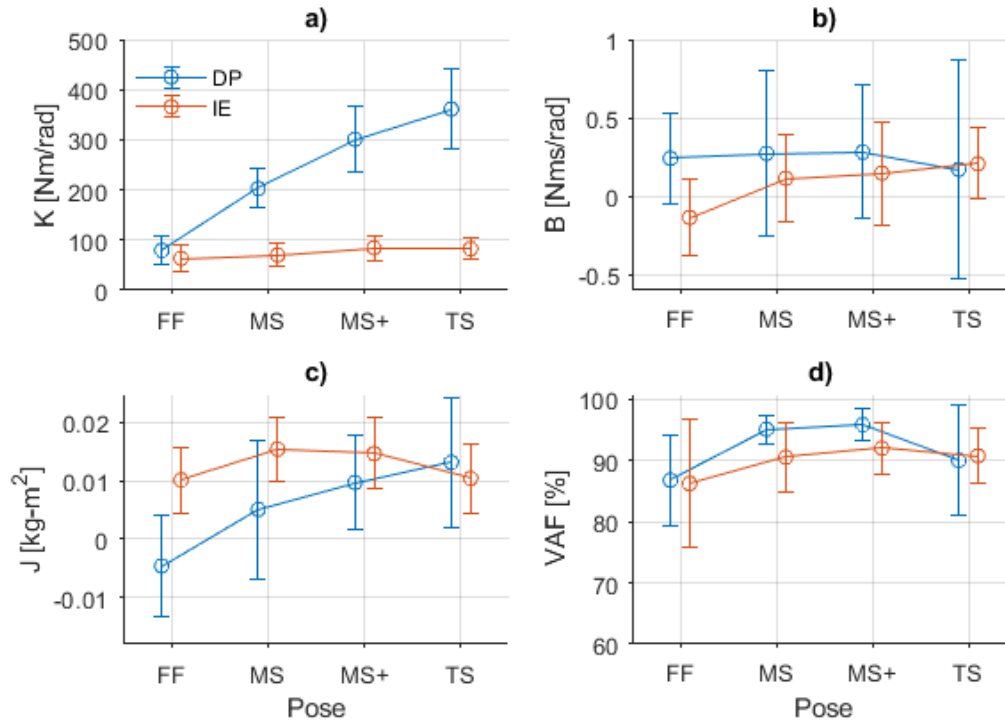 a)
K [Nm/rad]
500
400
300
200
100
0
DP
IE
FF MS MS+ TS
b)
B [Nms/rad]
1
0.5
0
-0.5
FF MS MS+ TS
c)
J [kg-m²]
0.02
0.01
0
-0.01
FF MS MS+ TS
Pose
d)
VAF [%]
100
90
80
70
60
FF MS MS+ TS
Pose